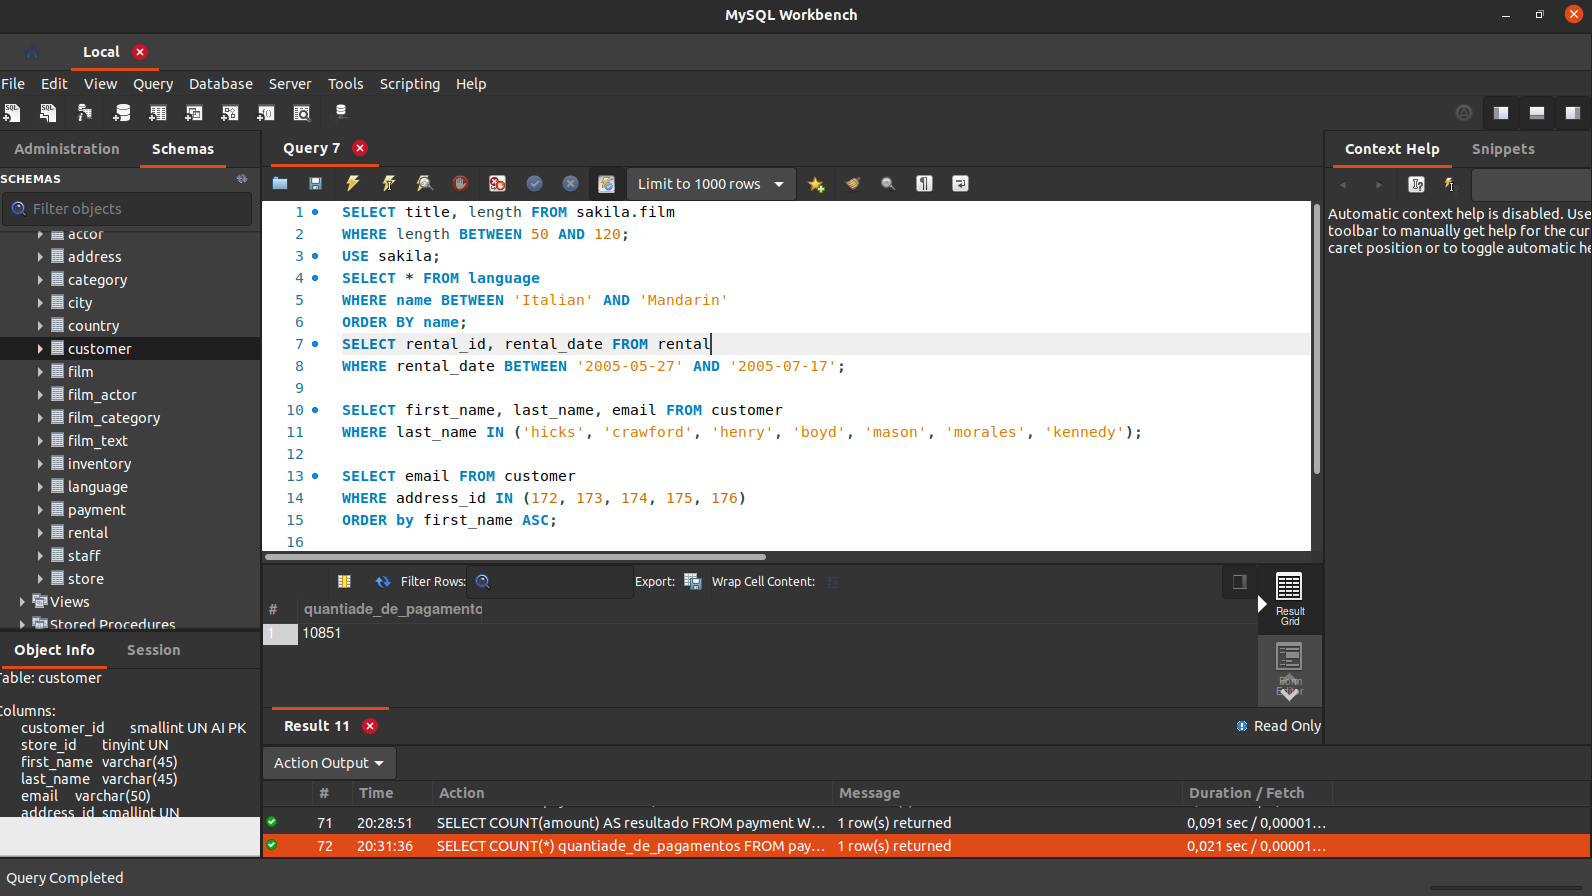 MySQL Workbench
Local
File Edit View Query Database Server Tools Scripting Help
Administration Schemas
SCHEMAS
Filter objects
actor
address
category
city
country
customer
film
film_actor
film_category
film_text
inventory
language
payment
rental
staff
store
Views
Stored Procedures
Object Info Session
Table: customer
Columns:
customer_id smallint UN AI PK
store_id tinyint UN
first_name varchar(45)
last_name varchar(45)
email varchar(50)
address_id smallint UN
Query 7
Limit to 1000 rows
1 SELECT title, length FROM sakila.film
2 WHERE length BETWEEN 50 AND 120;
3 USE sakila;
4 SELECT * FROM language
5 WHERE name BETWEEN 'Italian' AND 'Mandarin'
6 ORDER BY name;
7 SELECT rental_id, rental_date FROM rental
8 WHERE rental_date BETWEEN '2005-05-27' AND '2005-07-17';
9
10 SELECT first_name, last_name, email FROM customer
11 WHERE last_name IN ('hicks', 'crawford', 'henry', 'boyd', 'mason', 'morales', 'kennedy');
12
13 SELECT email FROM customer
14 WHERE address_id IN (172, 173, 174, 175, 176)
15 ORDER by first_name ASC;
16
Filter Rows: Export: Wrap Cell Content:
# quantiade_de_pagamento
1 10851
Result Grid
Form Editor
Result 11
Read Only
Action Output
# Time Action Message Duration / Fetch
71 20:28:51 SELECT COUNT(amount) AS resultado FROM payment W... 1 row(s) returned 0,091 sec / 0,00001...
72 20:31:36 SELECT COUNT(*) quantiade_de_pagamentos FROM pay... 1 row(s) returned 0,021 sec / 0,00001...
Context Help Snippets
Automatic context help is disabled. Use
toolbar to manually get help for the cur
caret position or to toggle automatic he
Query Completed